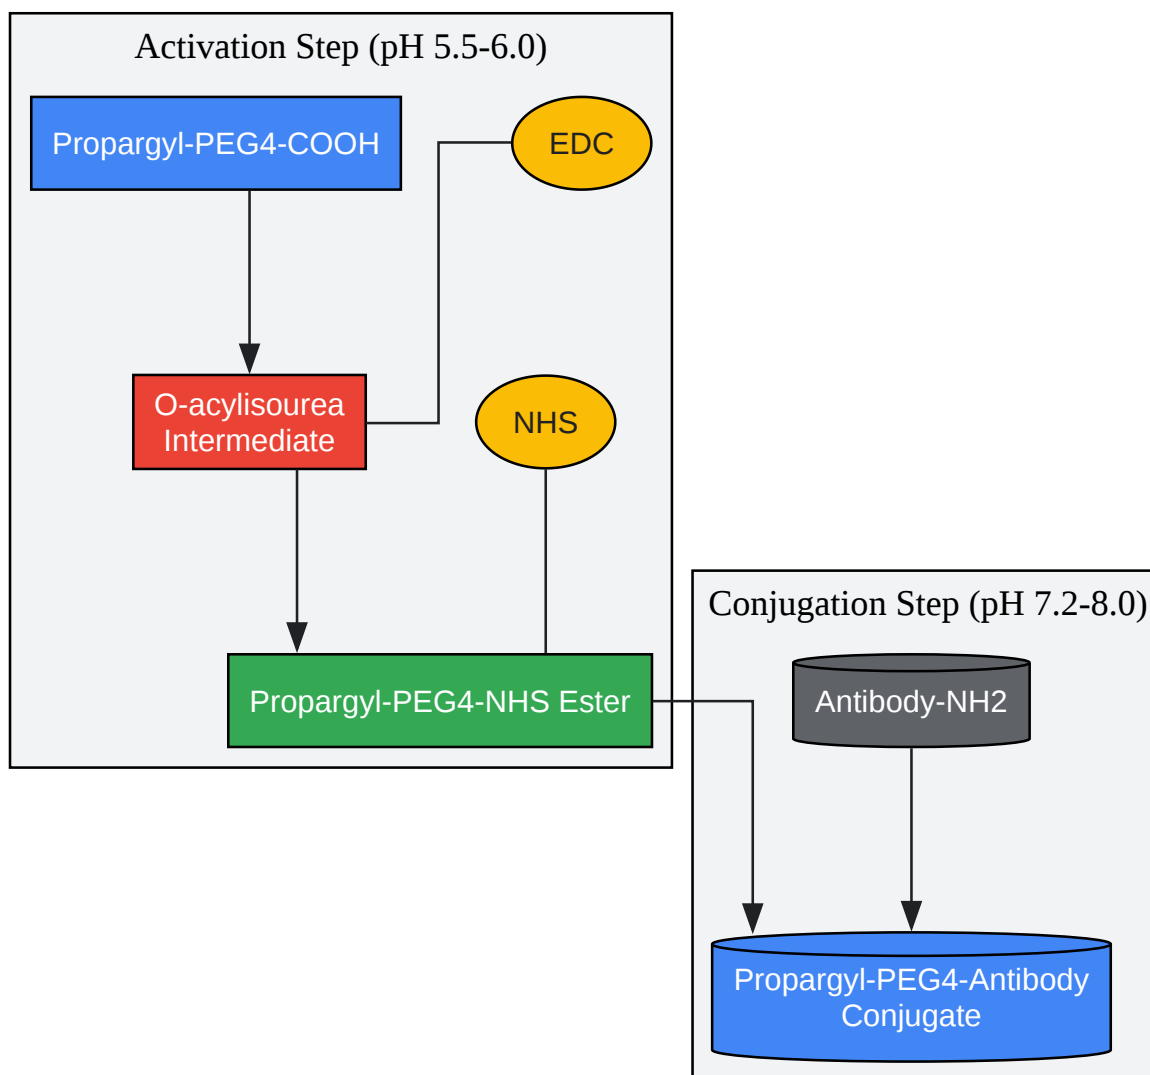 Activation Step (pH 5.5-6.0)
Propargyl-PEG4-COOH
EDC
O-acylisourea
Intermediate
NHS
Propargyl-PEG4-NHS Ester
Conjugation Step (pH 7.2-8.0)
Antibody-NH2
Propargyl-PEG4-Antibody
Conjugate